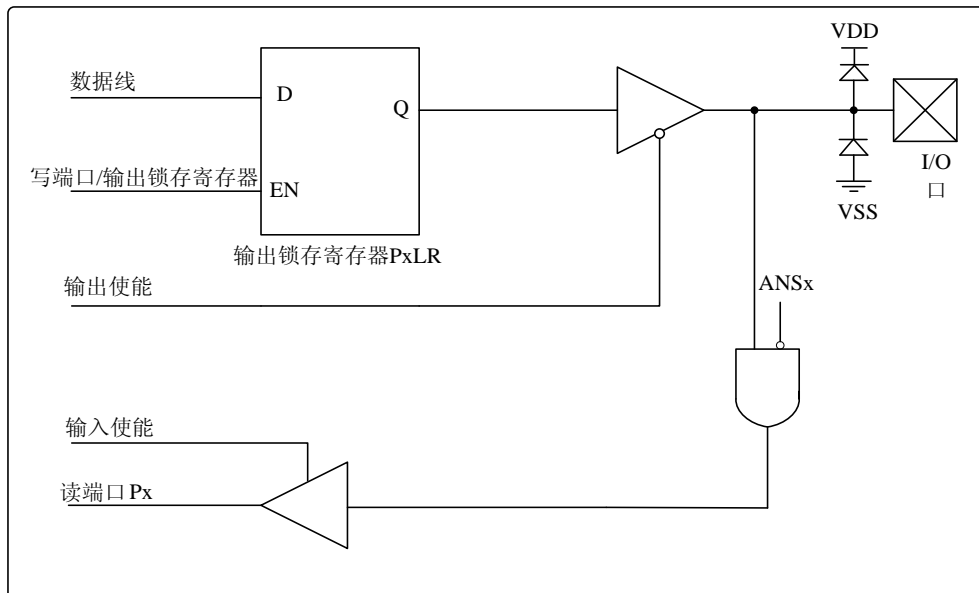 VDD
数据线
D
Q
写端口/输出锁存寄存器
EN
I/O
口
VSS
输出锁存寄存器PxLR
输出使能
ANSx
输入使能
读端口Px